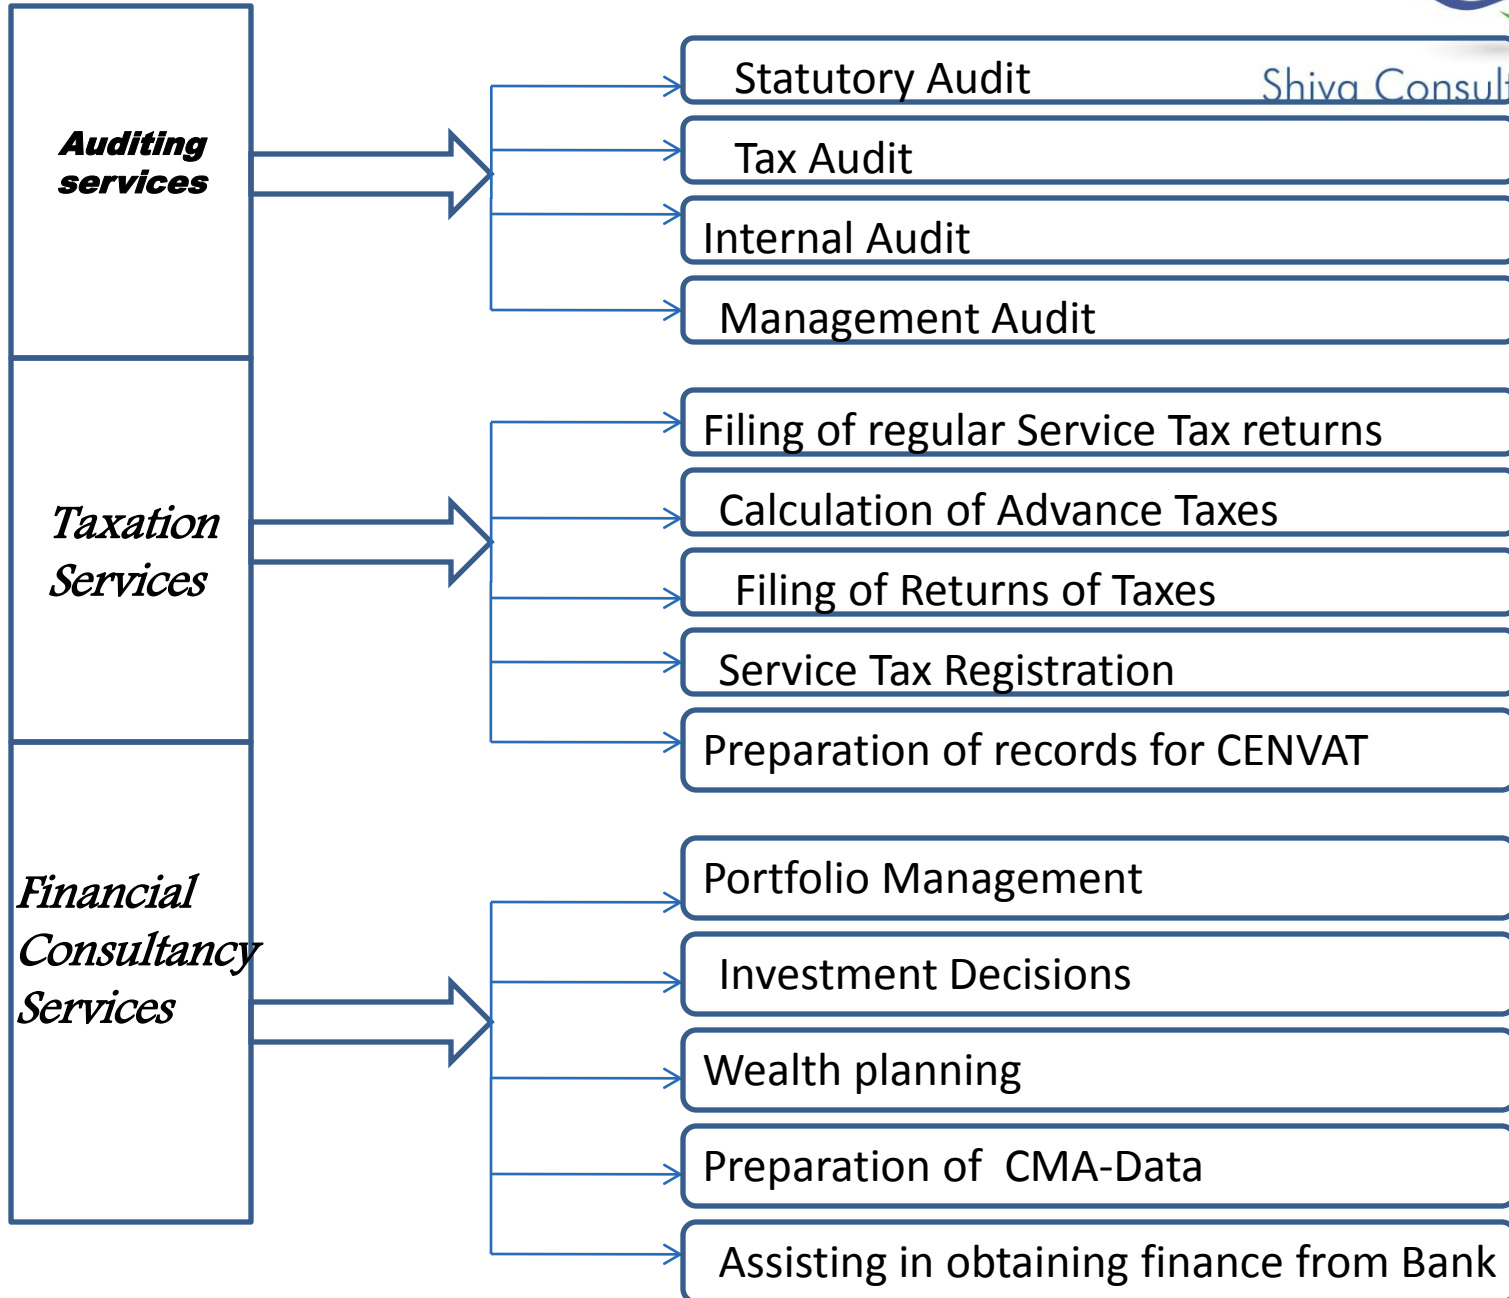 Shiva Consult
Auditing
services
Statutory Audit
Tax Audit
Internal Audit
Management Audit
Taxation
Services
Filing of regular Service Tax returns
Calculation of Advance Taxes
Filing of Returns of Taxes
Service Tax Registration
Preparation of records for CENVAT
Financial
Consultancy
Services
Portfolio Management
Investment Decisions
Wealth planning
Preparation of  CMA-Data
Assisting in obtaining finance from Bank